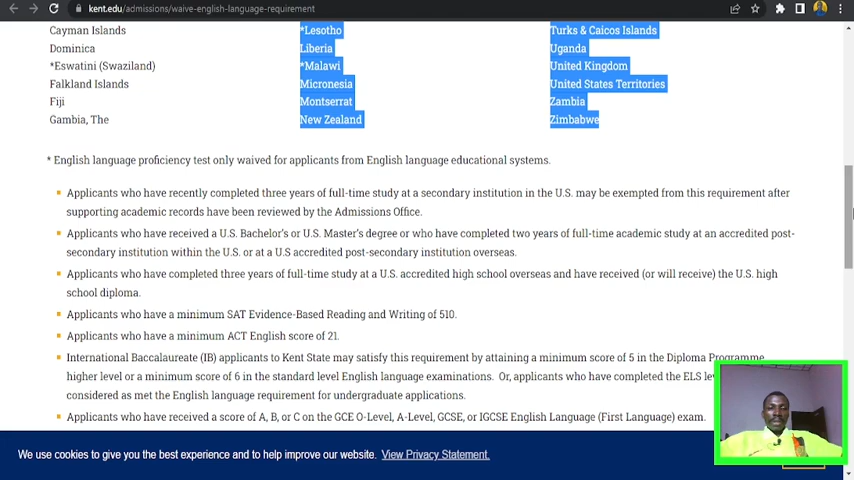 kent.edu/admissions/waive-english-language-requirement
Cayman Islands
Dominica
*Eswatini (Swaziland)
Falkland Islands
Fiji
Gambia, The
*Lesotho
Liberia
*Malawi
Micronesia
Montserrat
New Zealand
Turks & Caicos Islands
Uganda
United Kingdom
United States Territories
Zambia
Zimbabwe
* English language proficiency test only waived for applicants from English language educational systems.
Applicants who have recently completed three years of full-time study at a secondary institution in the U.S. may be exempted from this requirement after
supporting academic records have been reviewed by the Admissions Office.
Applicants who have received a U.S. Bachelor's or U.S. Master's degree or who have completed two years of full-time academic study at an accredited post-
secondary institution within the U.S. or at a U.S accredited post-secondary institution overseas.
Applicants who have completed three years of full-time study at a U.S. accredited high school overseas and have received (or will receive) the U.S. high
school diploma.
Applicants who have a minimum SAT Evidence-Based Reading and Writing of 510.
Applicants who have a minimum ACT English score of 21.
International Baccalaureate (IB) applicants to Kent State may satisfy this requirement by attaining a minimum score of 5 in the Diploma Programme
higher level or a minimum score of 6 in the standard level English language examinations. Or, applicants who have completed the ELS
considered as met the English language requirement for undergraduate applications.
Applicants who have received a score of A, B, or C on the GCE O-Level, A-Level, GCSE, or IGCSE English Language (First Language) exam.
We use cookies to give you the best experience and to help improve our website. View Privacy Statement.